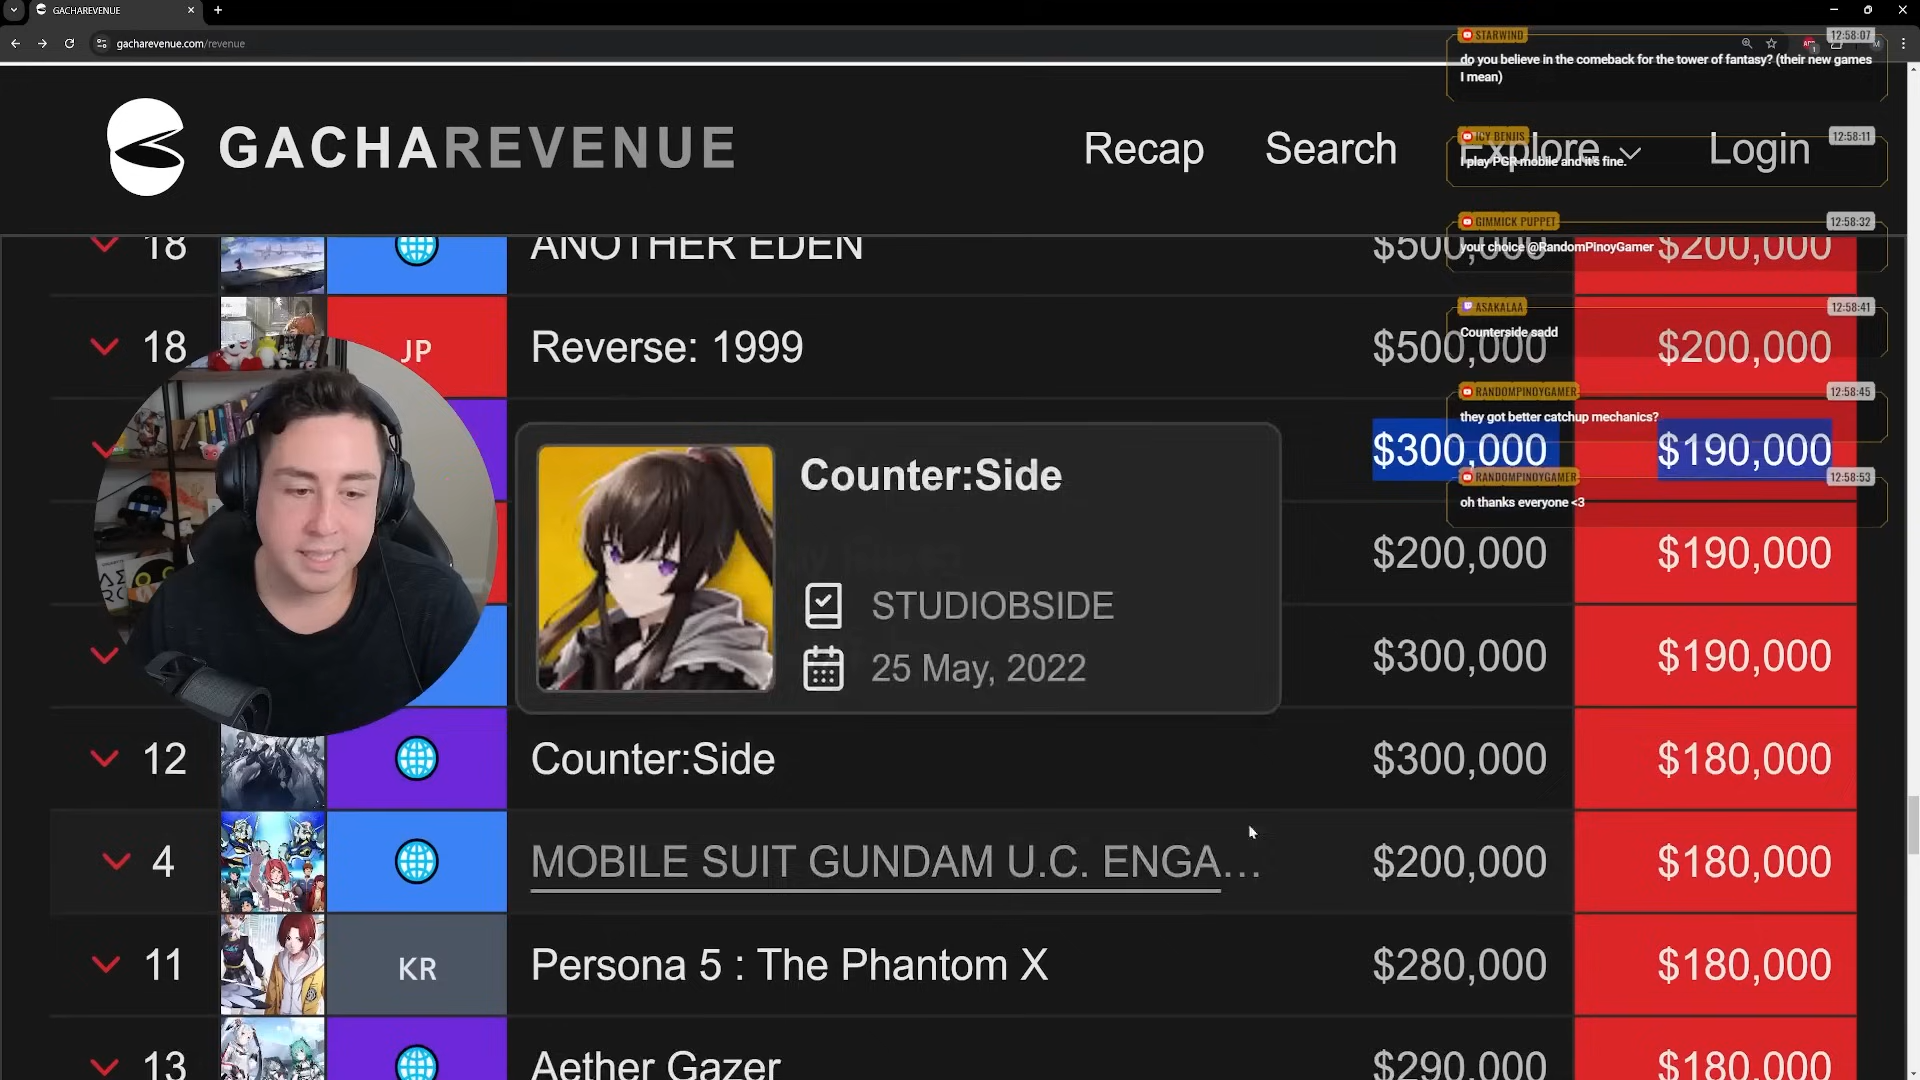 GACHAREVENUE
gacharevenue.com/revenue
GACHAREVENUE
Recap
Search
Explore
Login
STARWIND
12:58:07
do you believe in the comeback for the tower of fantasy? (their new games
I mean)
ICY BENJIS
12:58:11
I play PGR mobile and it's fine.
GIMMICK PUPPET
12:58:32
your choice @RandomPinoyGamer
ASAKALAA
12:58:41
Counterside sadd
RANDOMPINOYGAMER
12:58:45
they got better catchup mechanics?
RANDOMPINOYGAMER
12:58:53
oh thanks everyone <3
18
ANOTHER EDEN
$500,000
$200,000
18
JP
Reverse: 1999
$500,000
$200,000
$300,000
$190,000
Counter:Side
STUDIOBSIDE
25 May, 2022
$200,000
$190,000
$300,000
$190,000
12
Counter:Side
$300,000
$180,000
4
MOBILE SUIT GUNDAM U.C. ENGA...
$200,000
$180,000
11
KR
Persona 5 : The Phantom X
$280,000
$180,000
13
Aether Gazer
$290,000
$180,000